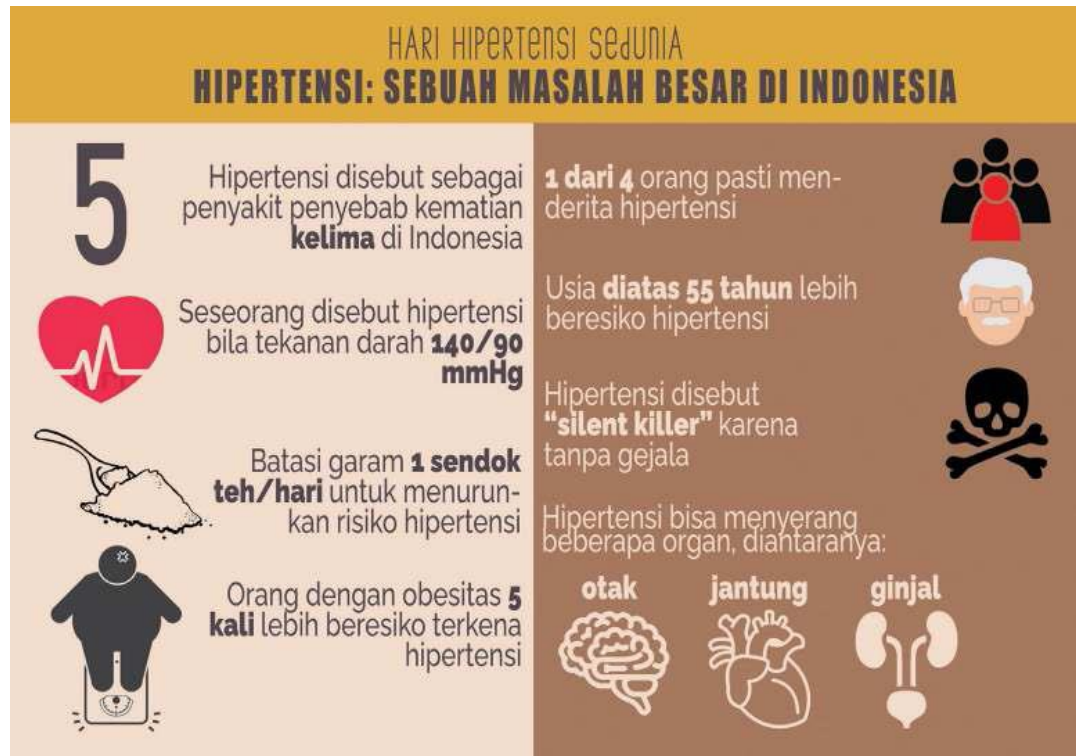 HARI HIPERTENSI SEDUNIA
HIPERTENSI: SEBUAH MASALAH BESAR DI INDONESIA
5
Hipertensi disebut sebagai
penyakit penyebab kematian
kelima di Indonesia
Seseorang disebut hipertensi
bila tekanan darah 140/90
mmHg
Batasi garam 1 sendok
teh/hari untuk menurun-
kan risiko hipertensi
Orang dengan obesitas 5
kali lebih beresiko terkena
hipertensi
1 dari 4 orang pasti men-
derita hipertensi
Usia diatas 55 tahun lebih
beresiko hipertensi
Hipertensi disebut
“silent killer” karena
tanpa gejala
Hipertensi bisa menyerang
beberapa organ, diantaranya:
otak jantung ginjal